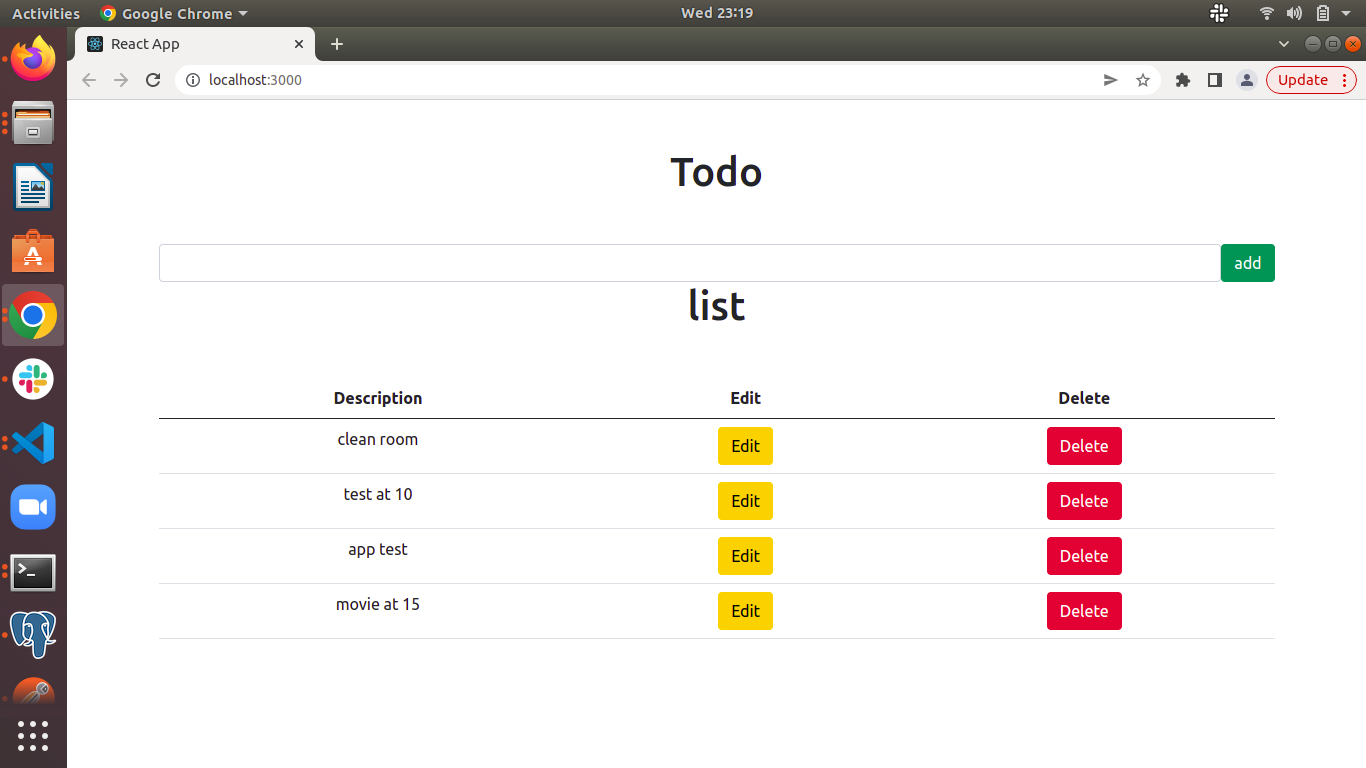 Activities Google Chrome Wed 23:19
React App
localhost:3000 Update
Todo
add
list
Description Edit Delete
clean room Edit Delete
test at 10 Edit Delete
app test Edit Delete
movie at 15 Edit Delete